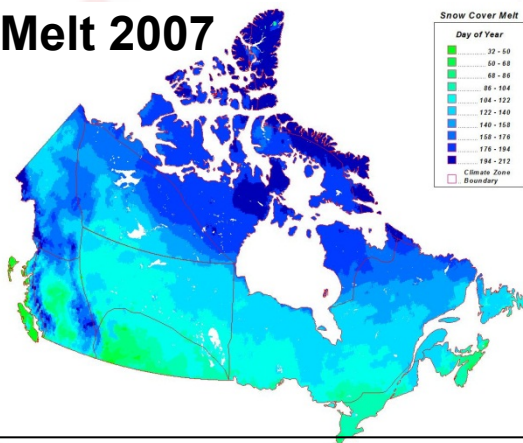 Melt 2007
Snow Cover Melt
Day of Year
32 - 50
50 - 68
68 - 86
86 - 104
104 - 122
122 - 140
140 - 158
158 - 176
176 - 194
194 - 212
Climate Zone
Boundary